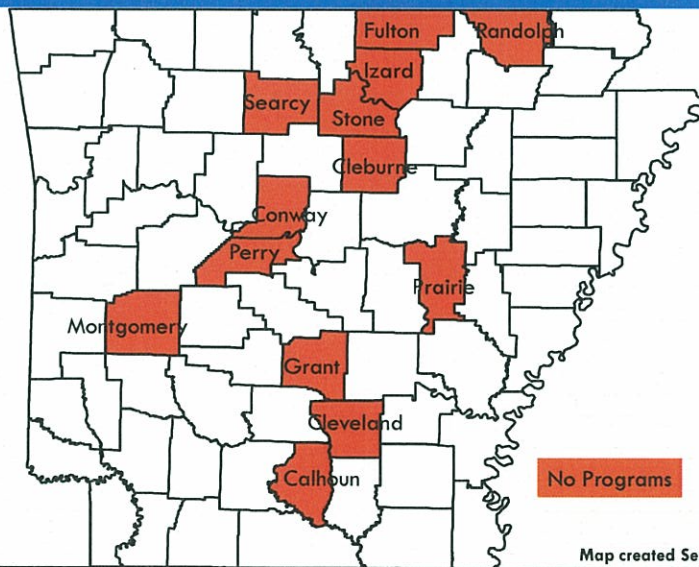 Fulton
Randolph
Izard
Searcy
Stone
Cleburne
Conway
Perry
Prairie
Montgomery
Grant
Cleveland
Calhoun
No Programs
Map created Se